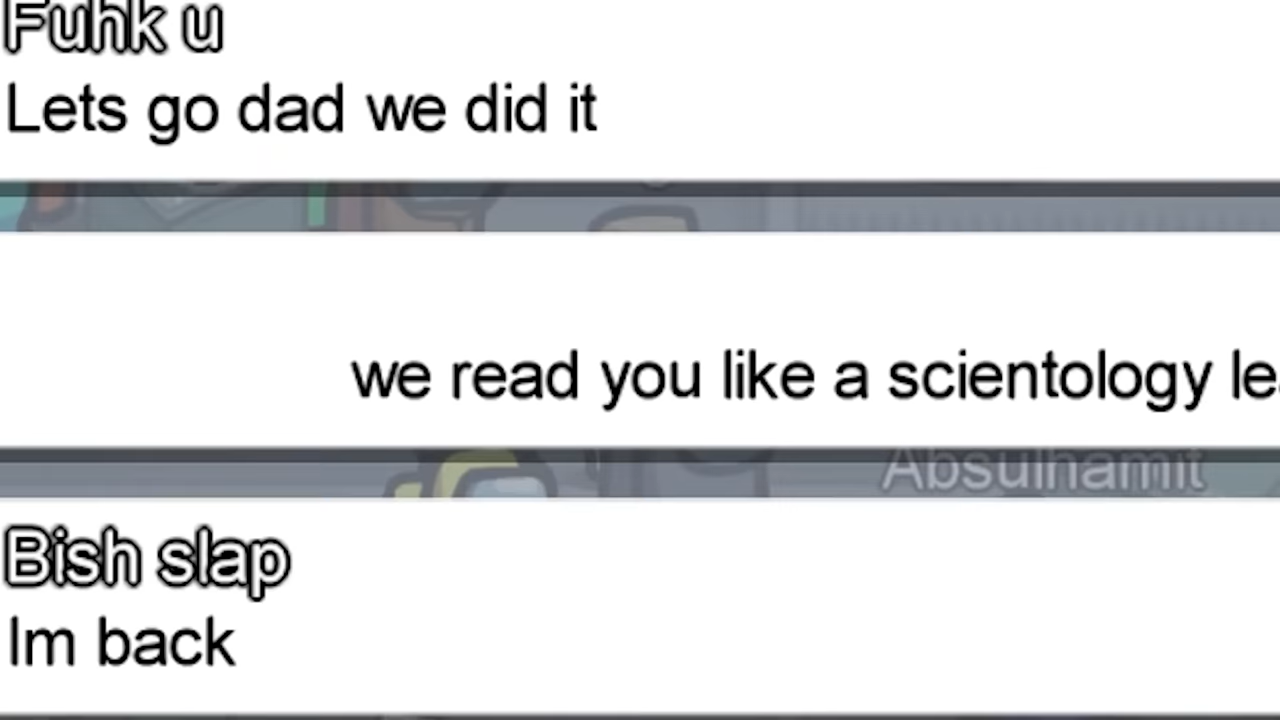 Fuhk u
Lets go dad we did it
we read you like a scientology
Absulhamit
Bish slap
Im back